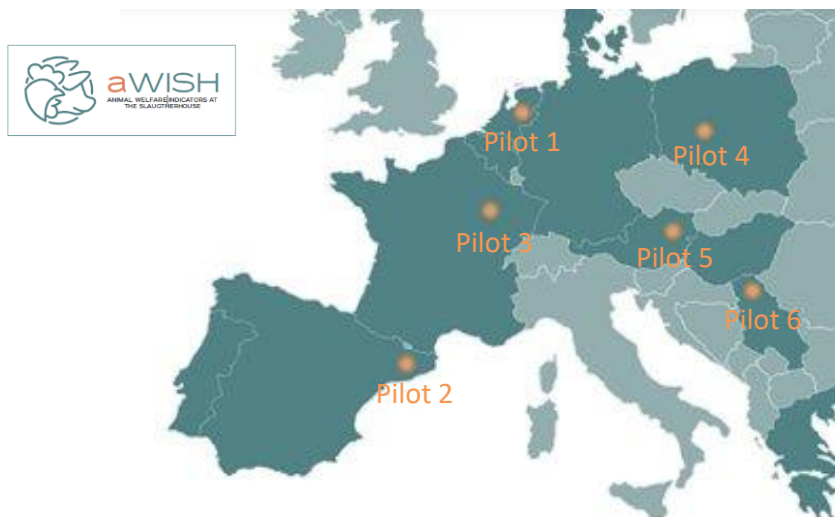 aWISH
ANIMAL WELFARE INDICATORS AT
THE SLAUGTHERHOUSE
Pilot 1
Pilot 4
Pilot 3
Pilot 5
Pilot 6
Pilot 2